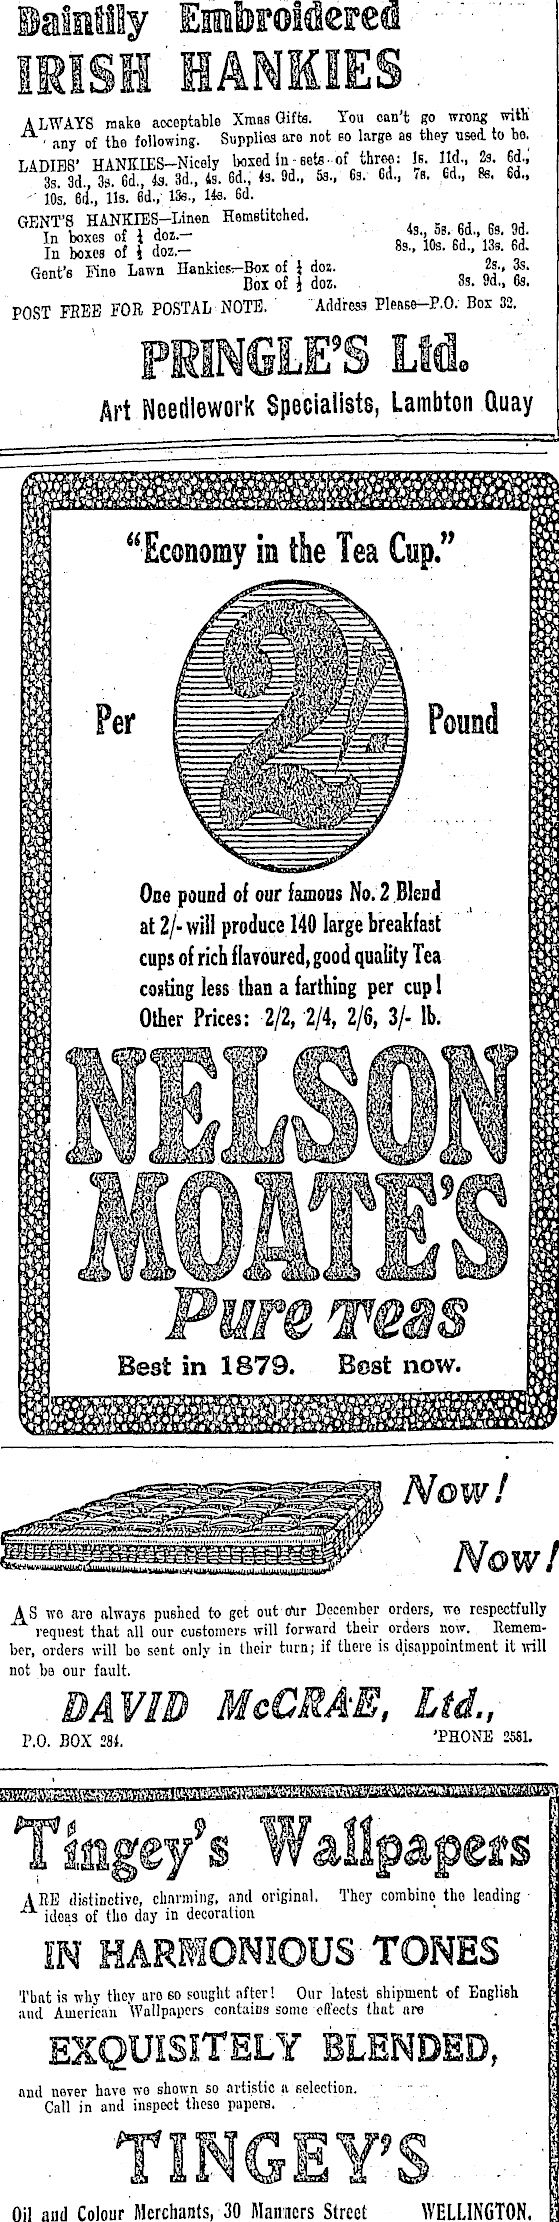 Daintily Embroidered
IRISH HANKIES
ALWAYS make acceptable Xmas Gifts. You can't go wrong with
any of the following. Supplies are not so large as they used to be.
LADIES' HANKIES—Nicely boxed in sets of three: 1s. 11d., 2s. 6d.,
3s. 3d., 3s. 6d., 4s. 3d., 4s. 6d., 4s. 9d., 5s., 6s. 6d., 7s. 6d., 8s. 6d.,
10s. 6d., 11s. 6d., 13s., 14s. 6d.
GENT'S HANKIES—Linen Hemstitched.
In boxes of ¼ doz.— 4s., 5s. 6d., 6s. 9d.
In boxes of ½ doz.— 8s., 10s. 6d., 13s. 6d.
Gent's Fine Lawn Hankies—Box of ¼ doz. 2s., 3s.
Box of ½ doz. 3s. 9d., 6s.
POST FREE FOR POSTAL NOTE. Address Please—P.O. Box 32.
PRINGLE'S Ltd.
Art Needlework Specialists, Lambton Quay
"Economy in the Tea Cup."
Per 2/- Pound
One pound of our famous No. 2 Blend
at 2/- will produce 140 large breakfast
cups of rich flavoured, good quality Tea
costing less than a farthing per cup!
Other Prices: 2/2, 2/4, 2/6, 3/- lb.
NELSON
MOATE'S
Pure Teas
Best in 1879. Best now.
Now!
Now!
AS we are always pushed to get out our December orders, we respectfully
request that all our customers will forward their orders now. Remem-
ber, orders will be sent only in their turn; if there is disappointment it will
not be our fault.
DAVID McCRAE, Ltd.,
P.O. BOX 284. 'PHONE 2581.
Tingey's Wallpapers
ARE distinctive, charming, and original. They combine the leading
ideas of the day in decoration
IN HARMONIOUS TONES
That is why they are so sought after! Our latest shipment of English
and American Wallpapers contains some effects that are
EXQUISITELY BLENDED,
and never have we shown so artistic a selection.
Call in and inspect these papers.
TINGEY'S
Oil and Colour Merchants, 30 Manners Street WELLINGTON.